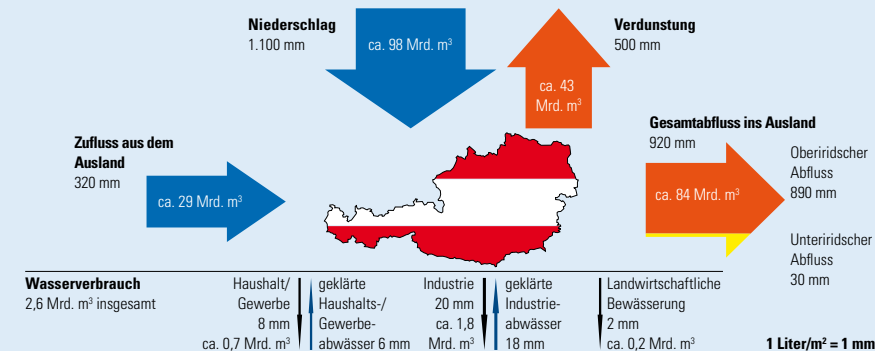 Niederschlag
1.100 mm
ca. 98 Mrd. m³
ca. 43
Mrd. m³
Verdunstung
500 mm
Zufluss aus dem
Ausland
320 mm
ca. 29 Mrd. m³
Gesamtabfluss ins Ausland
920 mm
ca. 84 Mrd. m³
Oberiridscher
Abfluss
890 mm
Unteriridscher
Abfluss
30 mm
Wasserverbrauch
2,6 Mrd. m³ insgesamt
Haushalt/
Gewerbe
8 mm
ca. 0,7 Mrd. m³
geklärte
Haushalts-/
Gewerbe-
abwässer 6 mm
Industrie
20 mm
ca. 1,8
Mrd. m³
geklärte
Industrie-
abwässer
18 mm
Landwirtschaftliche
Bewässerung
2 mm
ca. 0,2 Mrd. m³
1 Liter/m² = 1 mm